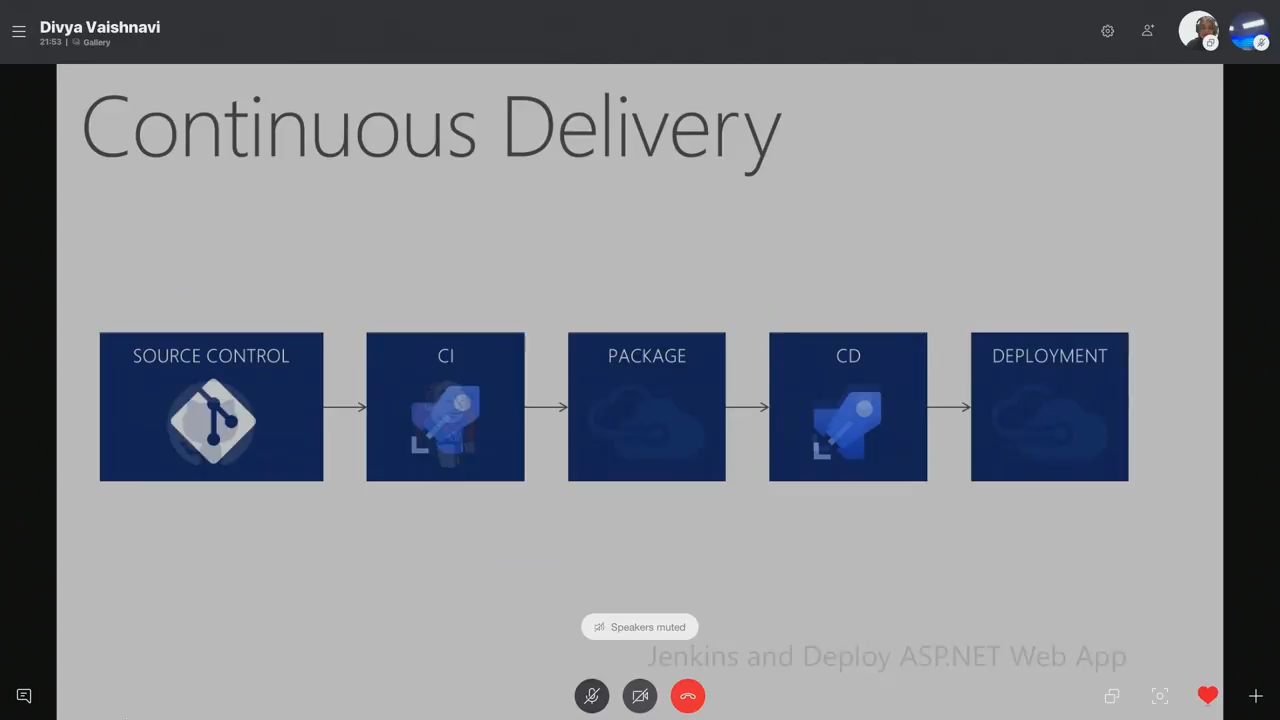 Divya Vaishnavi
21:53 | Gallery
Continuous Delivery
SOURCE CONTROL
CI
PACKAGE
CD
DEPLOYMENT
Speakers muted
Jenkins and Deploy ASP.NET Web App